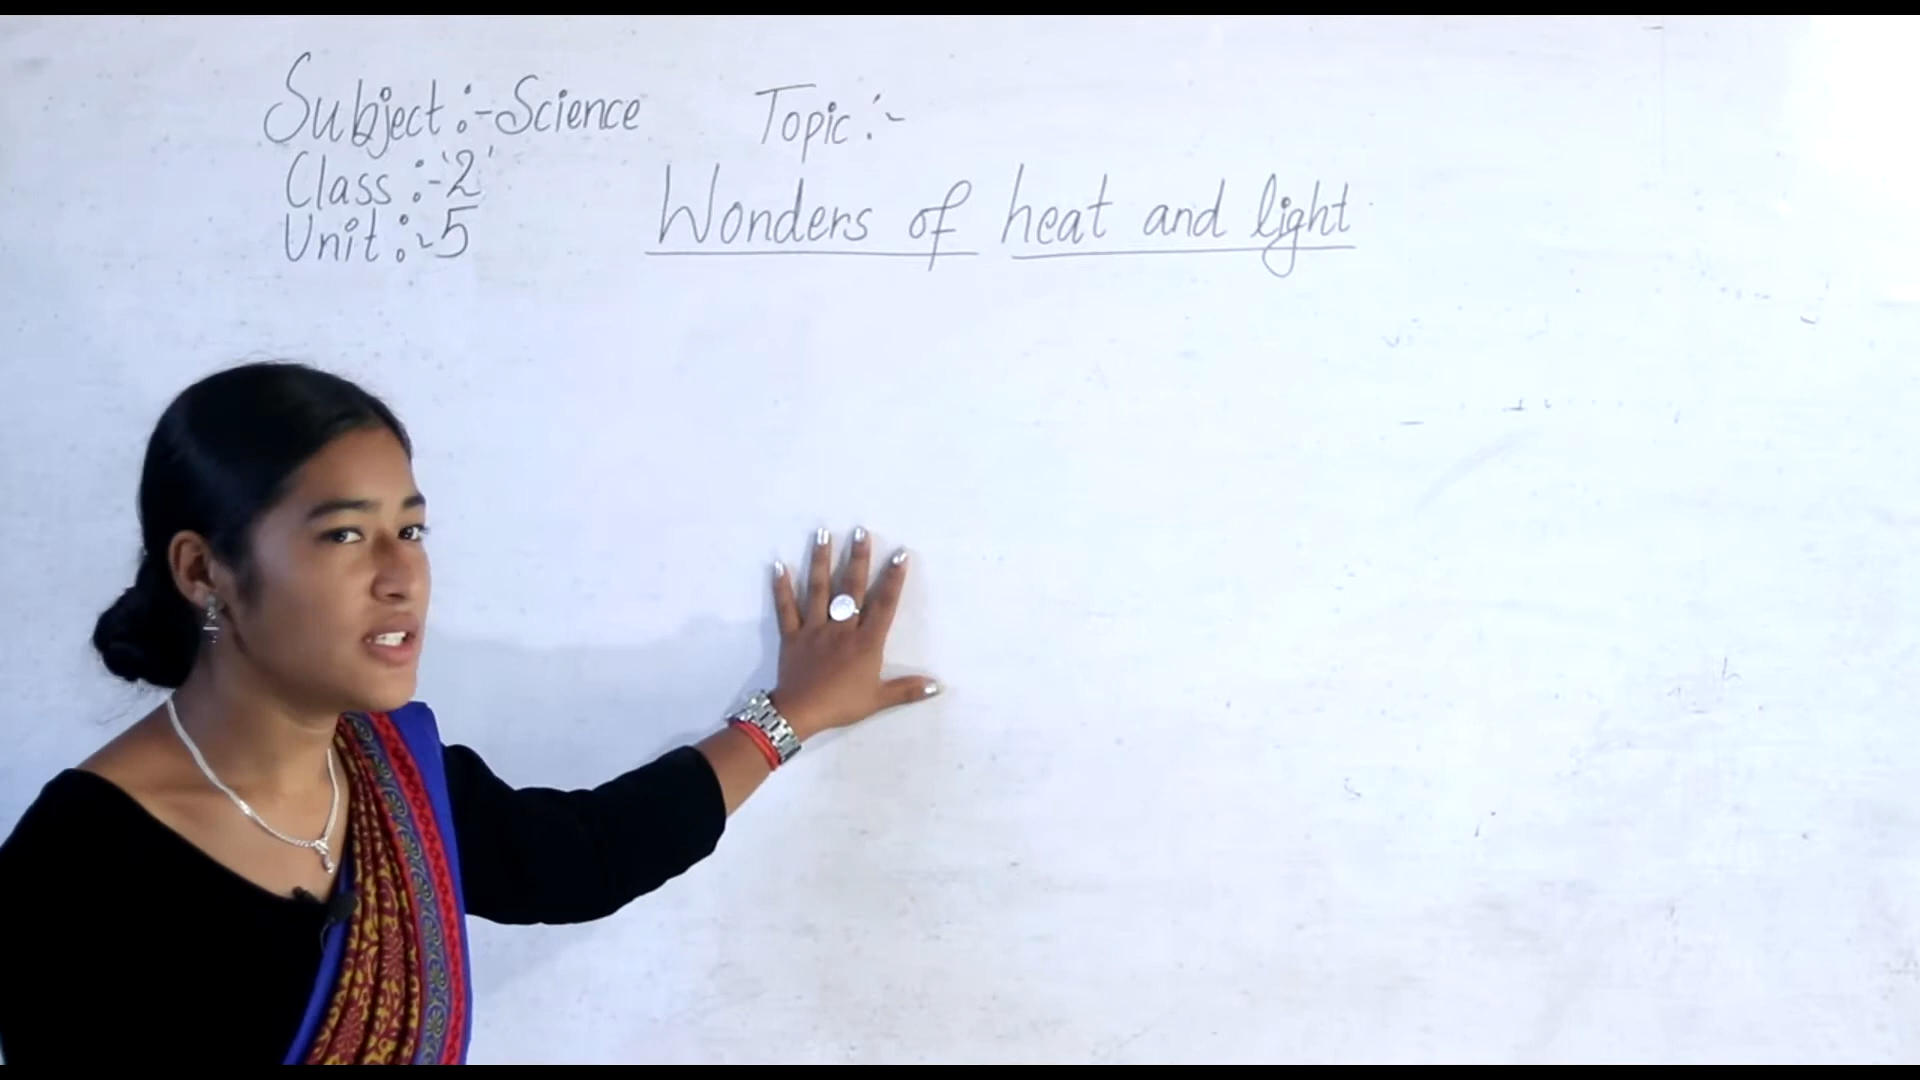 Subject:-Science
Class:-'2'
Unit:-5
Topic:-
Wonders of heat and light